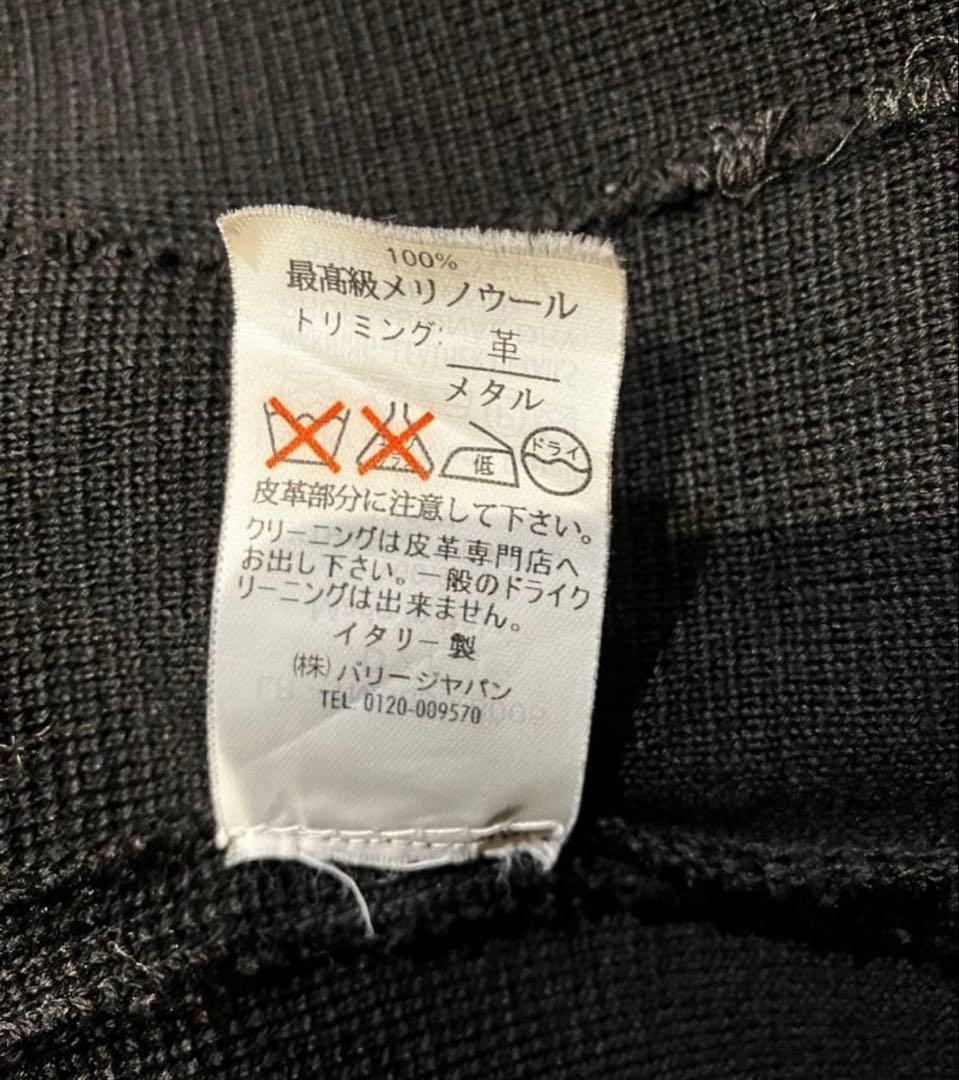 100%
最高級メリノウール
トリミング: 革
メタル
低 ドライ
皮革部分に注意して下さい。
クリーニングは皮革専門店へ
お出し下さい。一般のドライク
リーニングは出来ません。
イタリー製
(株)バリージャパン
TEL. 0120-009570